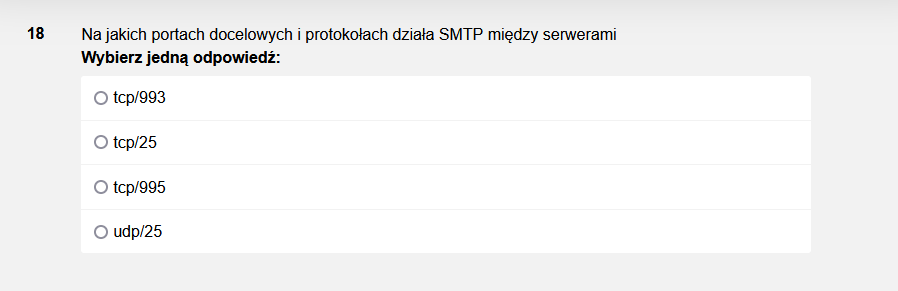 18 Na jakich portach docelowych i protokołach działa SMTP między serwerami
Wybierz jedną odpowiedź:
tcp/993
tcp/25
tcp/995
udp/25